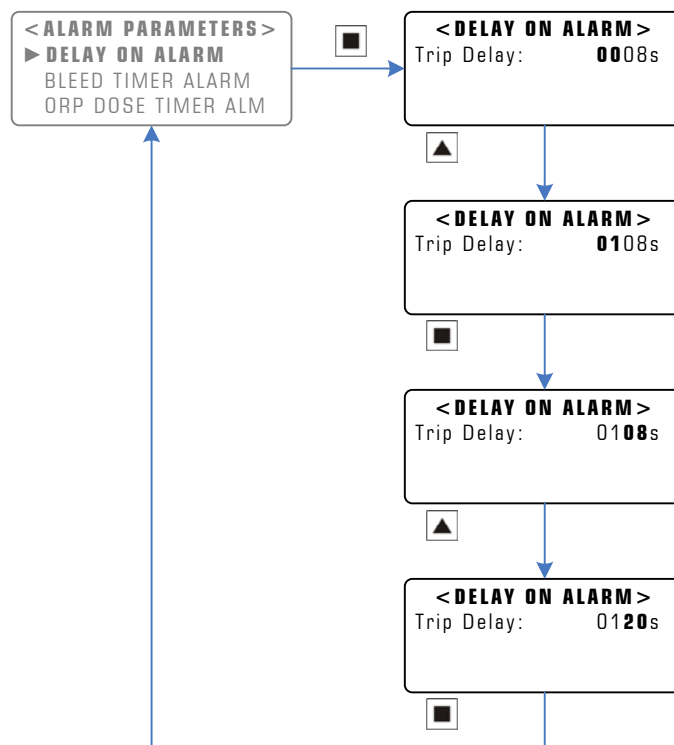 <ALARM PARAMETERS>
►DELAY ON ALARM
BLEED TIMER ALARM
ORP DOSE TIMER ALM
<DELAY ON ALARM>
Trip Delay: 0008s
<DELAY ON ALARM>
Trip Delay: 0108s
<DELAY ON ALARM>
Trip Delay: 0108s
<DELAY ON ALARM>
Trip Delay: 0120s